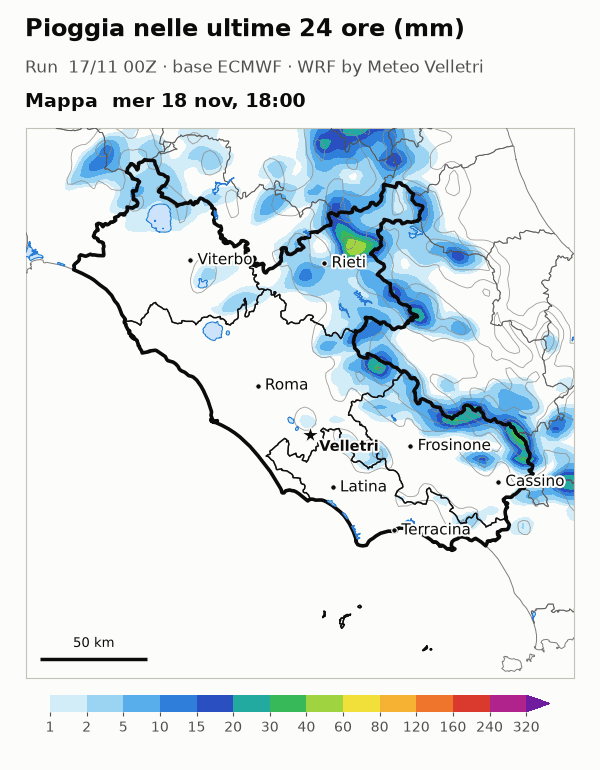 Pioggia nelle ultime 24 ore (mm)
Run  17/11 00Z · base ECMWF · WRF by Meteo Velletri
Mappa  mer 18 nov, 18:00
Viterbo
Rieti
Roma
Velletri
Frosinone
Cassino
Latina
Terracina
50 km
1 2 5 10 15 20 30 40 60 80 120 160 240 320